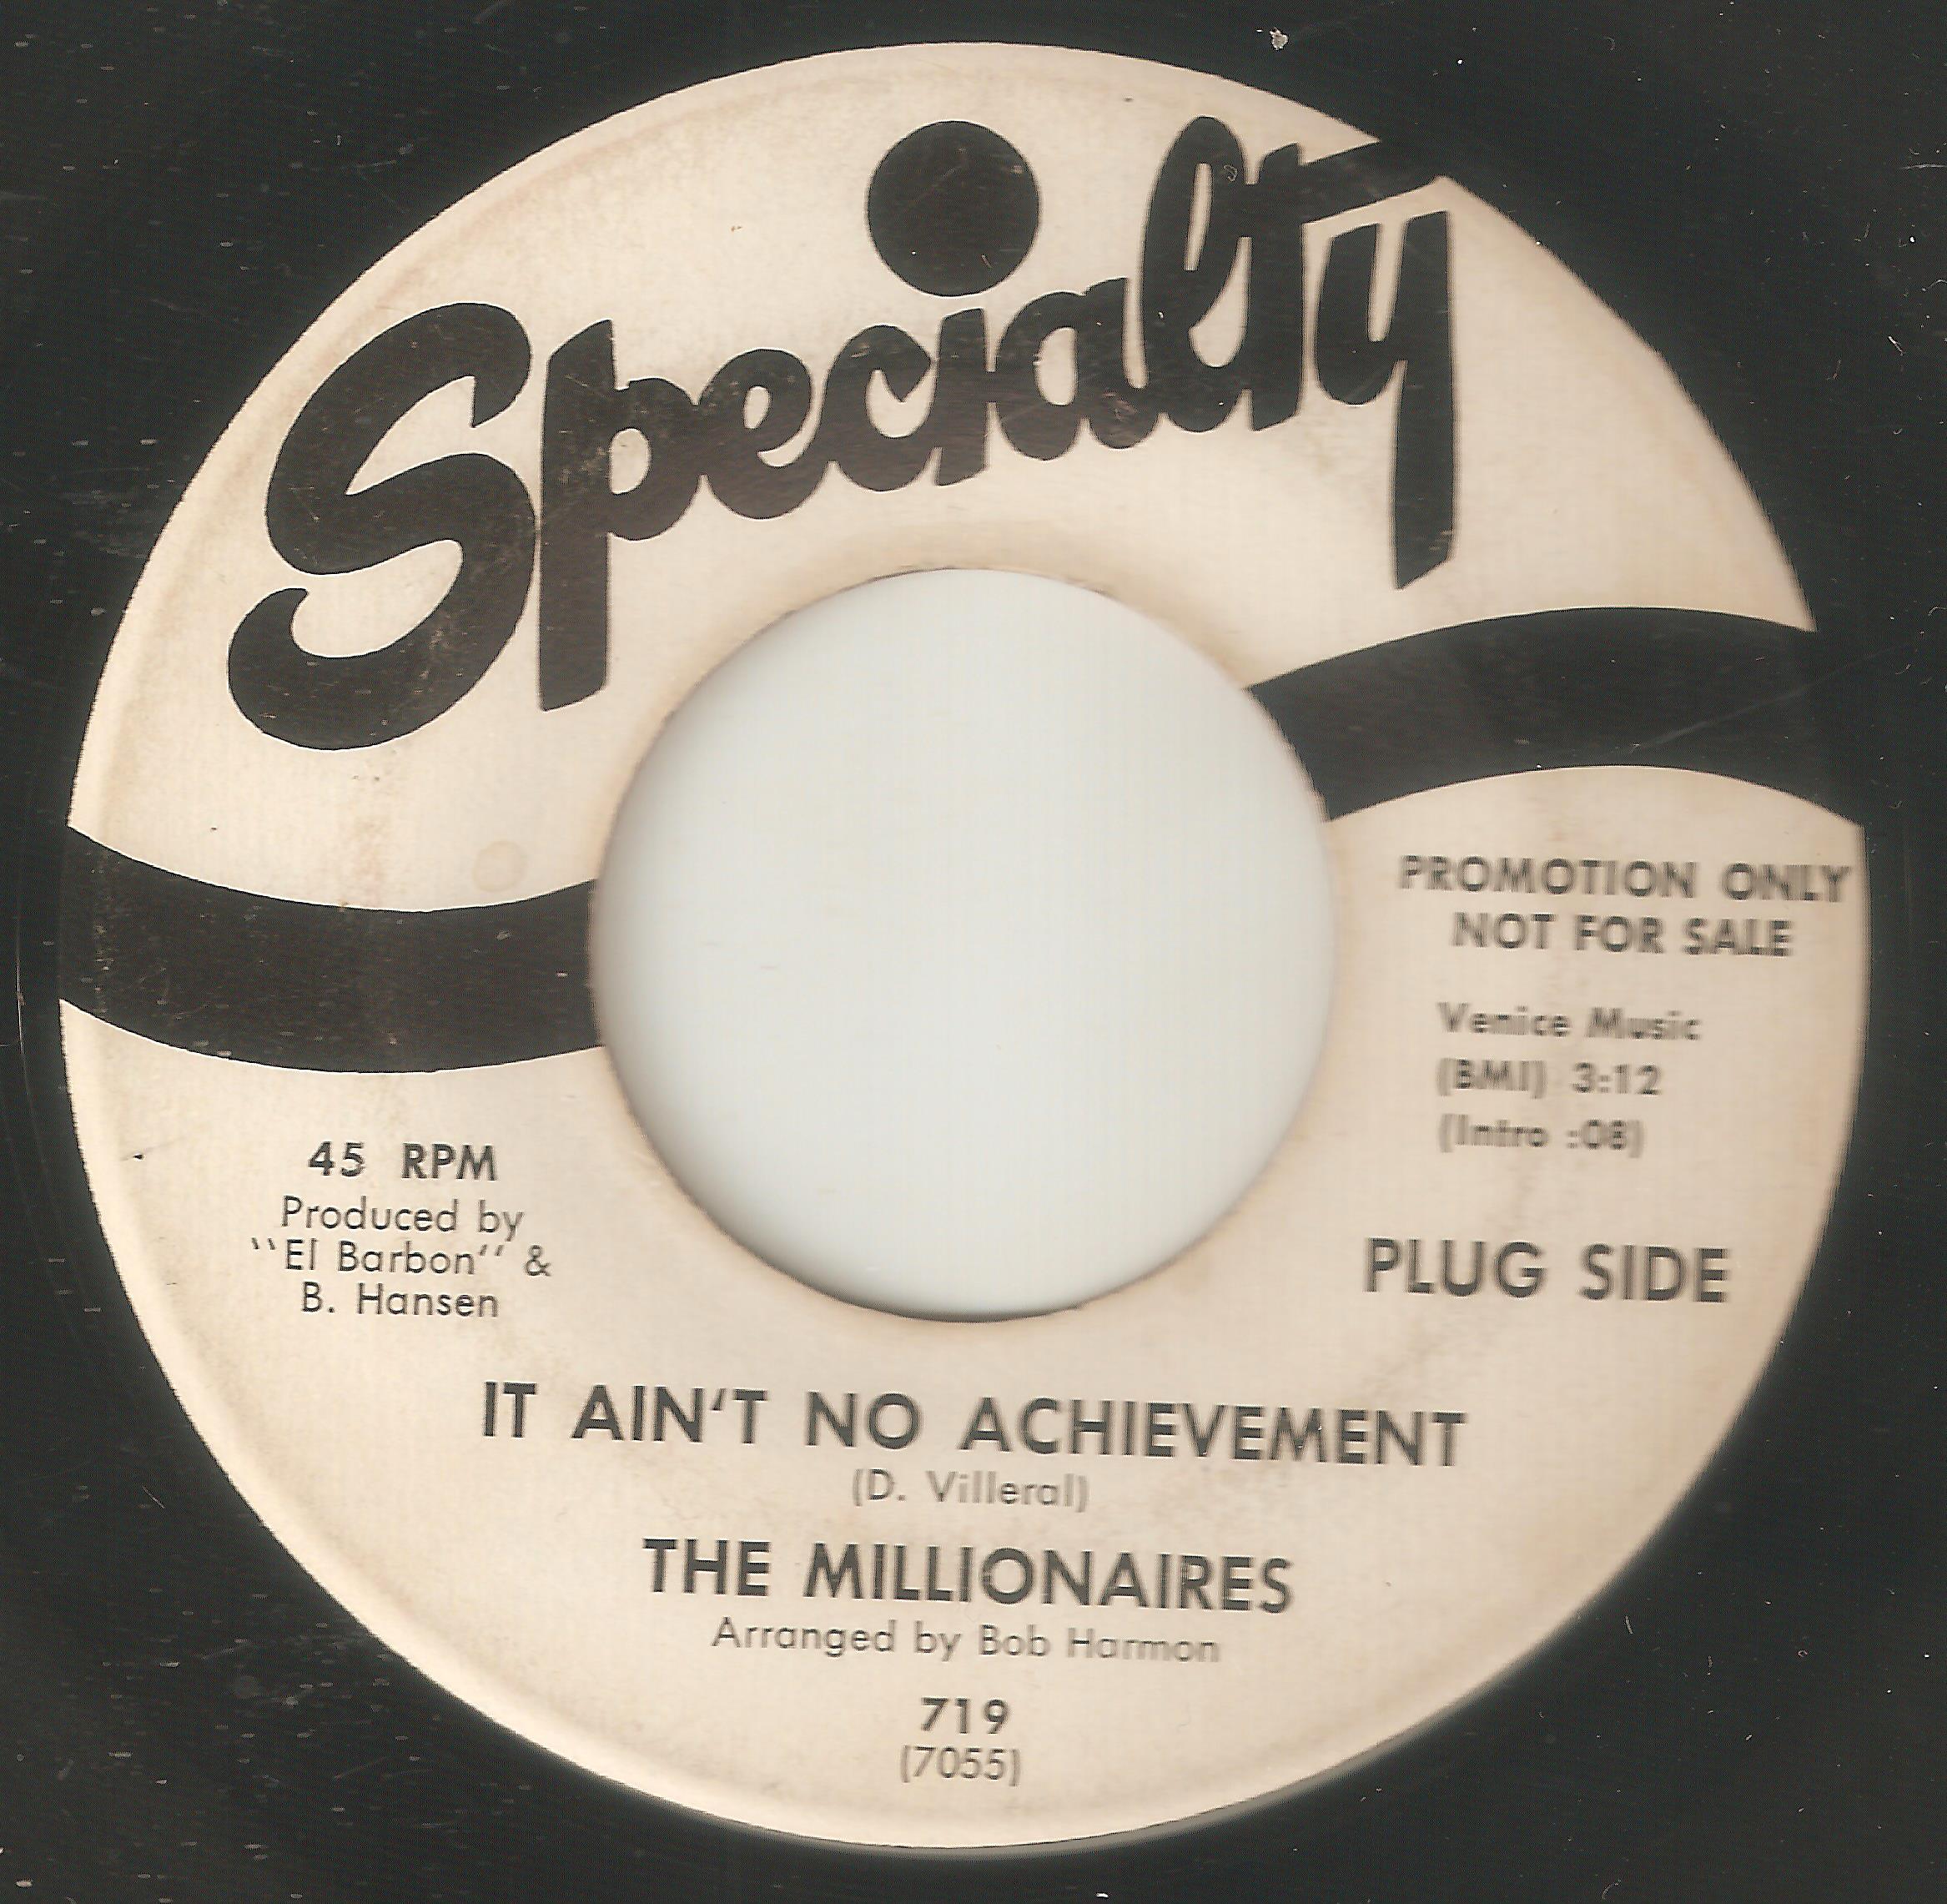 Specialty
PROMOTION ONLY
NOT FOR SALE
Venice Music
(BMI) 3:12
(Intro :08)
45 RPM
Produced by
"El Barbon" &
B. Hansen
PLUG SIDE
IT AIN'T NO ACHIEVEMENT
(D. Villeral)
THE MILLIONAIRES
Arranged by Bob Harmon
719
(7055)